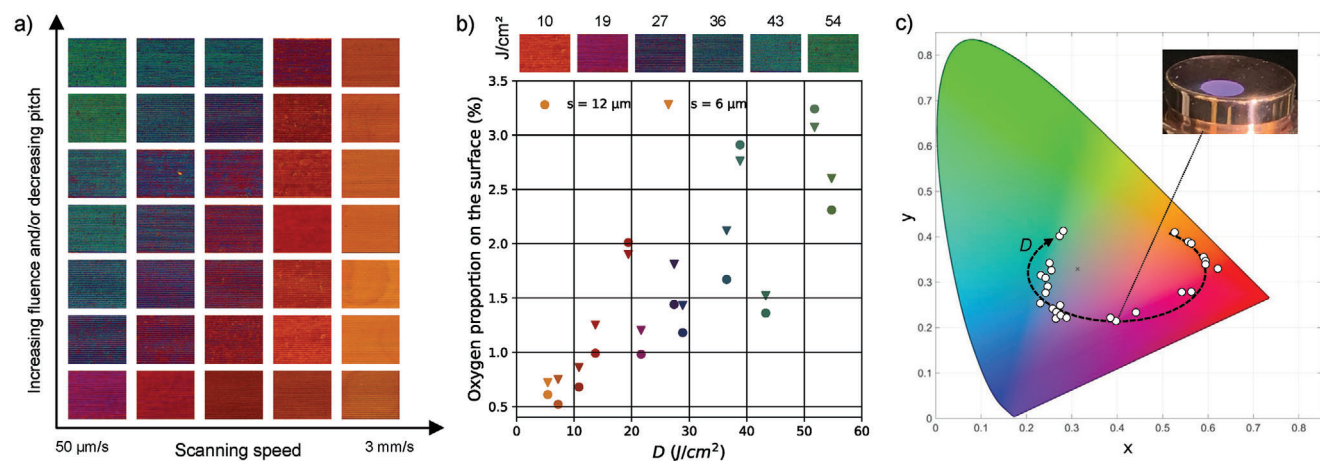 a)
Increasing fluence and/or decreasing pitch
50 µm/s
Scanning speed
3 mm/s
b)
J/cm²
10 19 27 36 43 54
3.5
3.0
2.5
2.0
1.5
1.0
0.5
Oxygen proportion on the surface (%)
s = 12 µm
s = 6 µm
0 10 20 30 40 50 60
D (J/cm²)
c)
0.8
0.7
0.6
0.5
0.4
0.3
0.2
0.1
0
y
D
0 0.1 0.2 0.3 0.4 0.5 0.6 0.7 0.8
x